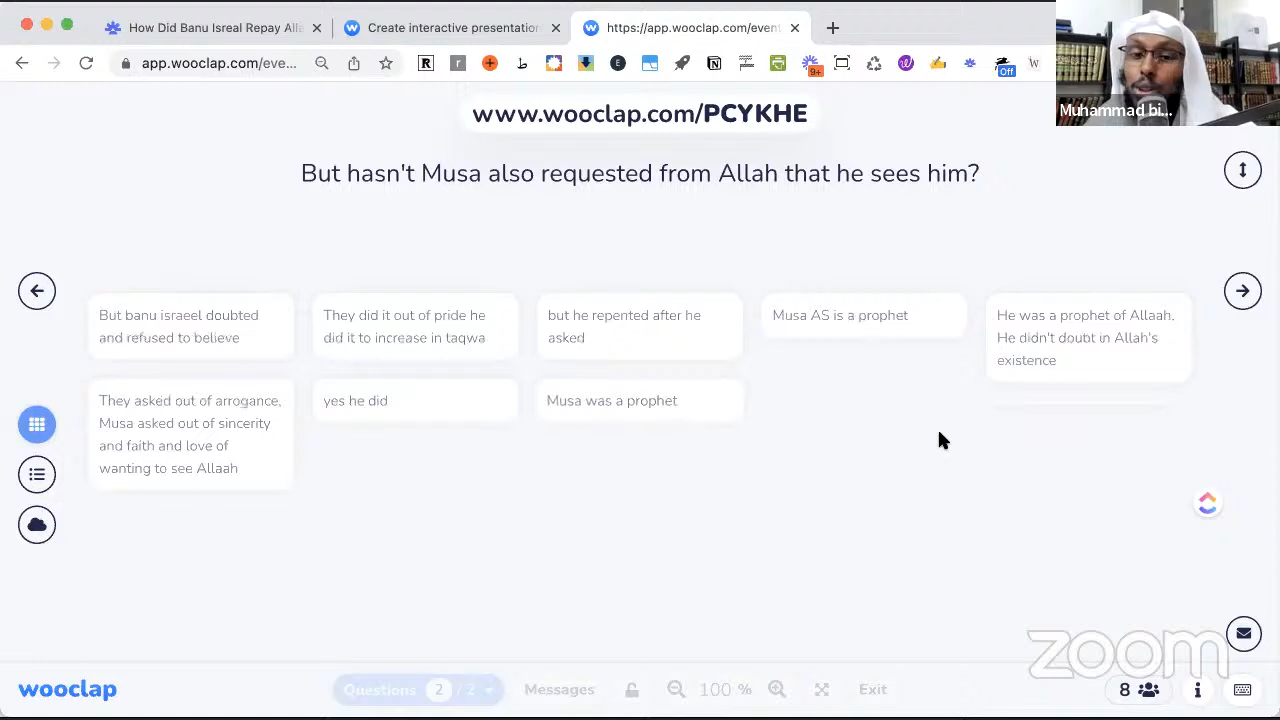 How Did Banu Isreal Repay Alla
Create interactive presentation
https://app.wooclap.com/event
app.wooclap.com/eve...
9+
Off
Muhammad bi...
www.wooclap.com/PCYKHE
But hasn't Musa also requested from Allah that he sees him?
But banu israeel doubted
and refused to believe
They did it out of pride he
did it to increase in taqwa
but he repented after he
asked
Musa AS is a prophet
He was a prophet of Allaah,
He didn't doubt in Allah's
existence
They asked out of arrogance,
Musa asked out of sincerity
and faith and love of
wanting to see Allaah
yes he did
Musa was a prophet
zoom
wooclap
Questions 2 / 2
Messages
100 %
Exit
8